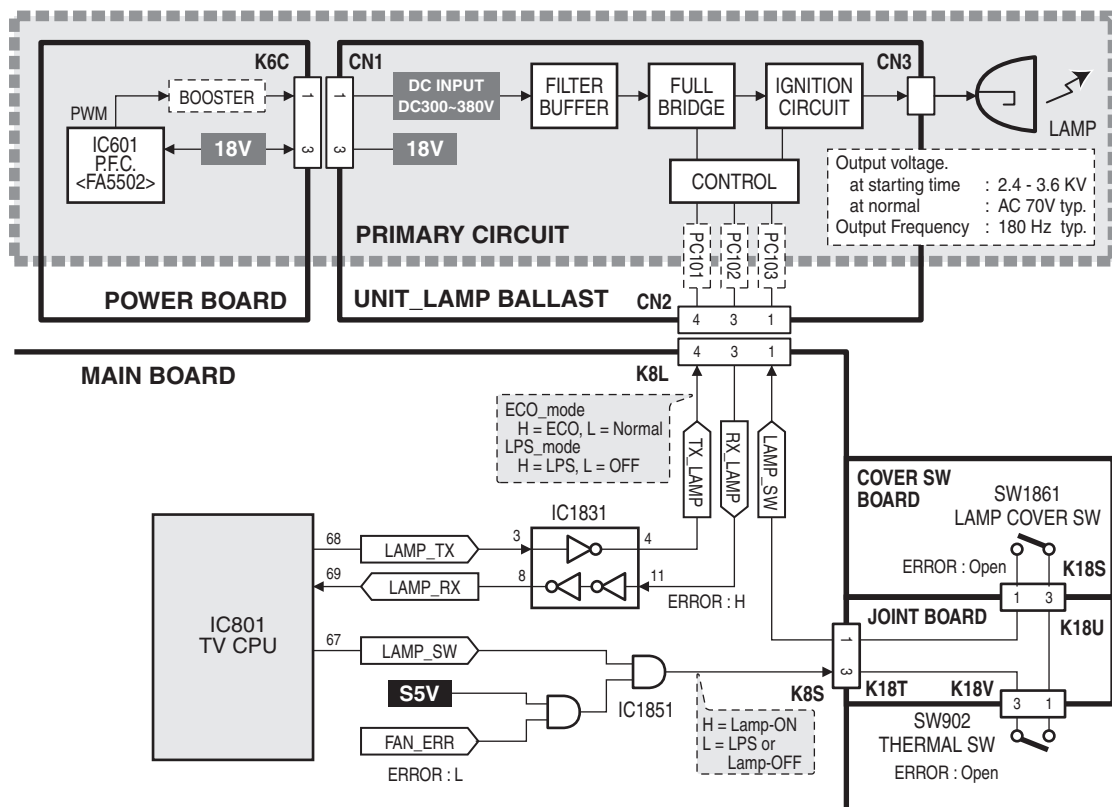 K6C
CN1
CN3
PWM
BOOSTER
1
3
1
3
DC INPUT
DC300~380V
FILTER
BUFFER
FULL
BRIDGE
IGNITION
CIRCUIT
LAMP
IC601
P.F.C.
<FA5502>
18V
18V
CONTROL
Output voltage.
at starting time : 2.4 - 3.6 KV
at normal : AC 70V typ.
Output Frequency : 180 Hz typ.
PRIMARY CIRCUIT
PC101
PC102
PC103
POWER BOARD
UNIT_LAMP BALLAST
CN2
4 3 1
MAIN BOARD
K8L
4 3 1
ECO_mode
H = ECO, L = Normal
LPS_mode
H = LPS, L = OFF
TX_LAMP
RX_LAMP
LAMP_SW
COVER SW
BOARD
SW1861
LAMP COVER SW
ERROR : Open
K18S
1 3
IC1831
68
LAMP_TX
3
4
69
LAMP_RX
8
11
ERROR : H
IC801
TV CPU
JOINT BOARD
K18U
67
LAMP_SW
1
3
S5V
IC1851
K8S
K18T
K18V
3 1
FAN_ERR
ERROR : L
H = Lamp-ON
L = LPS or
Lamp-OFF
SW902
THERMAL SW
ERROR : Open